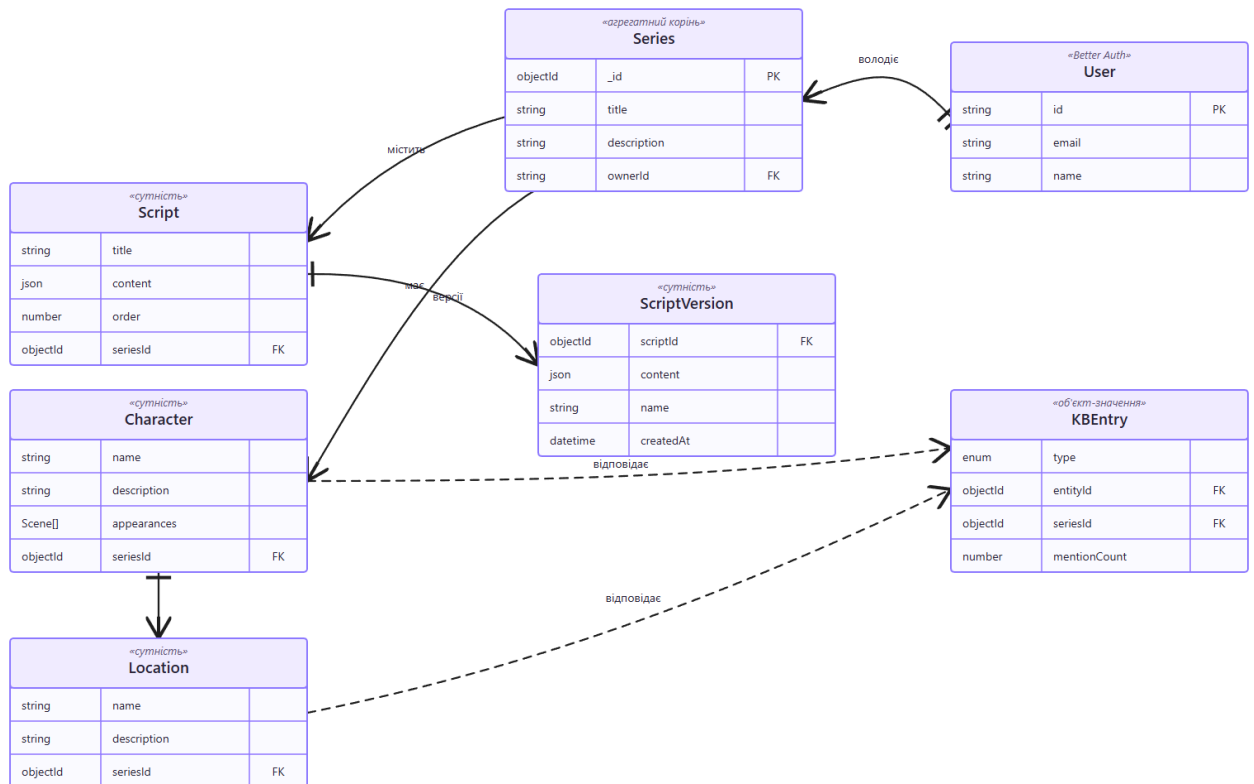 «агрегатний корінь»
Series
objectId _id PK
string title
string description
string ownerId FK
«Better Auth»
User
string id PK
string email
string name
володіє
містить
«сутність»
Script
string title
json content
number order
objectId seriesId FK
має
версії
«сутність»
ScriptVersion
objectId scriptId FK
json content
string name
datetime createdAt
«сутність»
Character
string name
string description
Scene[] appearances
objectId seriesId FK
«об'єкт-значення»
KBEntry
enum type
objectId entityId FK
objectId seriesId FK
number mentionCount
відповідає
відповідає
«сутність»
Location
string name
string description
objectId seriesId FK